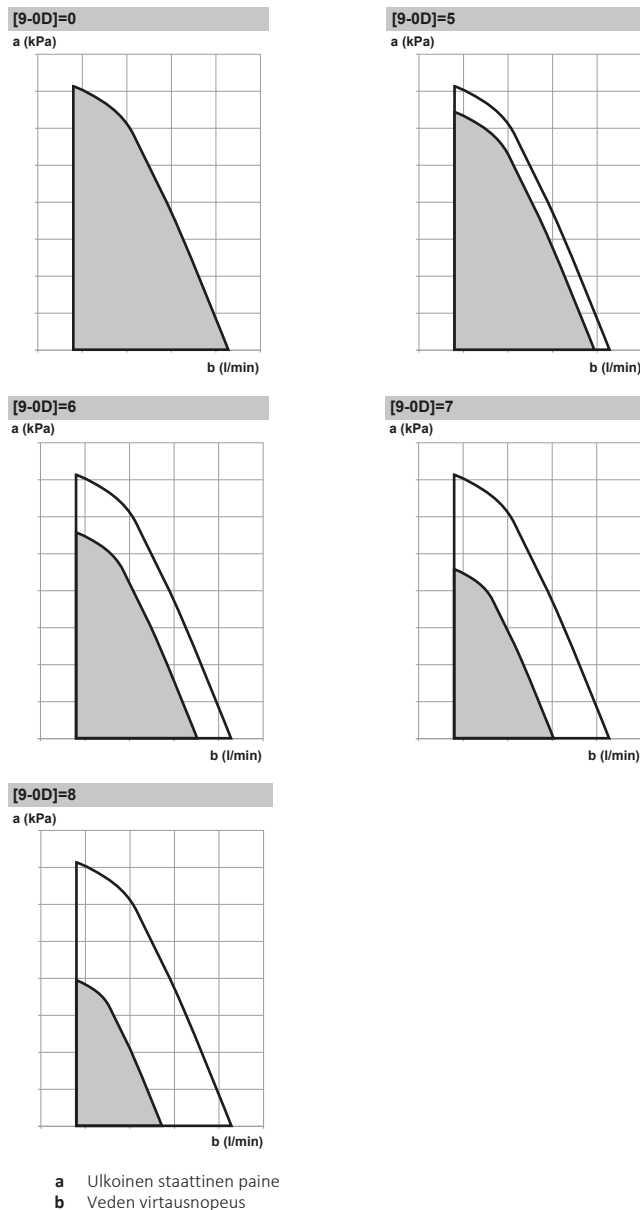 [9-0D]=0
a (kPa)
b (l/min)
[9-0D]=5
a (kPa)
b (l/min)
[9-0D]=6
a (kPa)
b (l/min)
[9-0D]=7
a (kPa)
b (l/min)
[9-0D]=8
a (kPa)
b (l/min)
a Ulkoinen staattinen paine
b Veden virtausnopeus